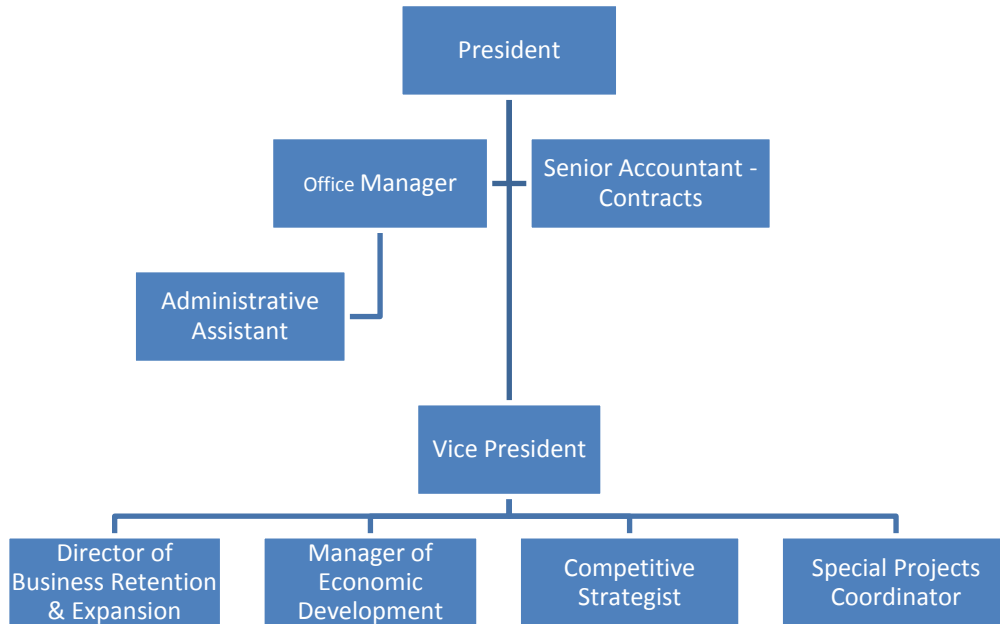 President
Office Manager
Senior Accountant -
Contracts
Administrative
Assistant
Vice President
Director of
Business Retention
& Expansion
Manager of
Economic
Development
Competitive
Strategist
Special Projects
Coordinator